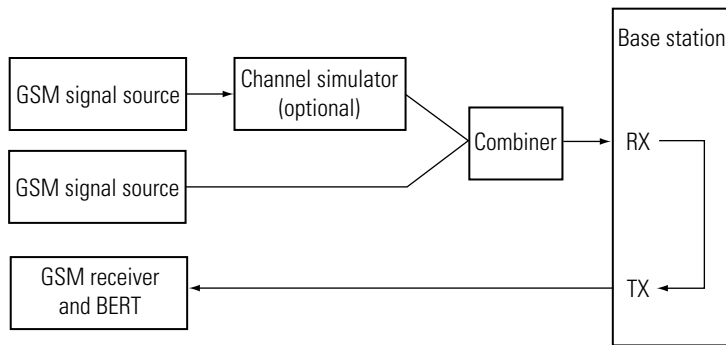 Base station
GSM signal source
Channel simulator
(optional)
Combiner
RX
GSM signal source
GSM receiver
and BERT
TX